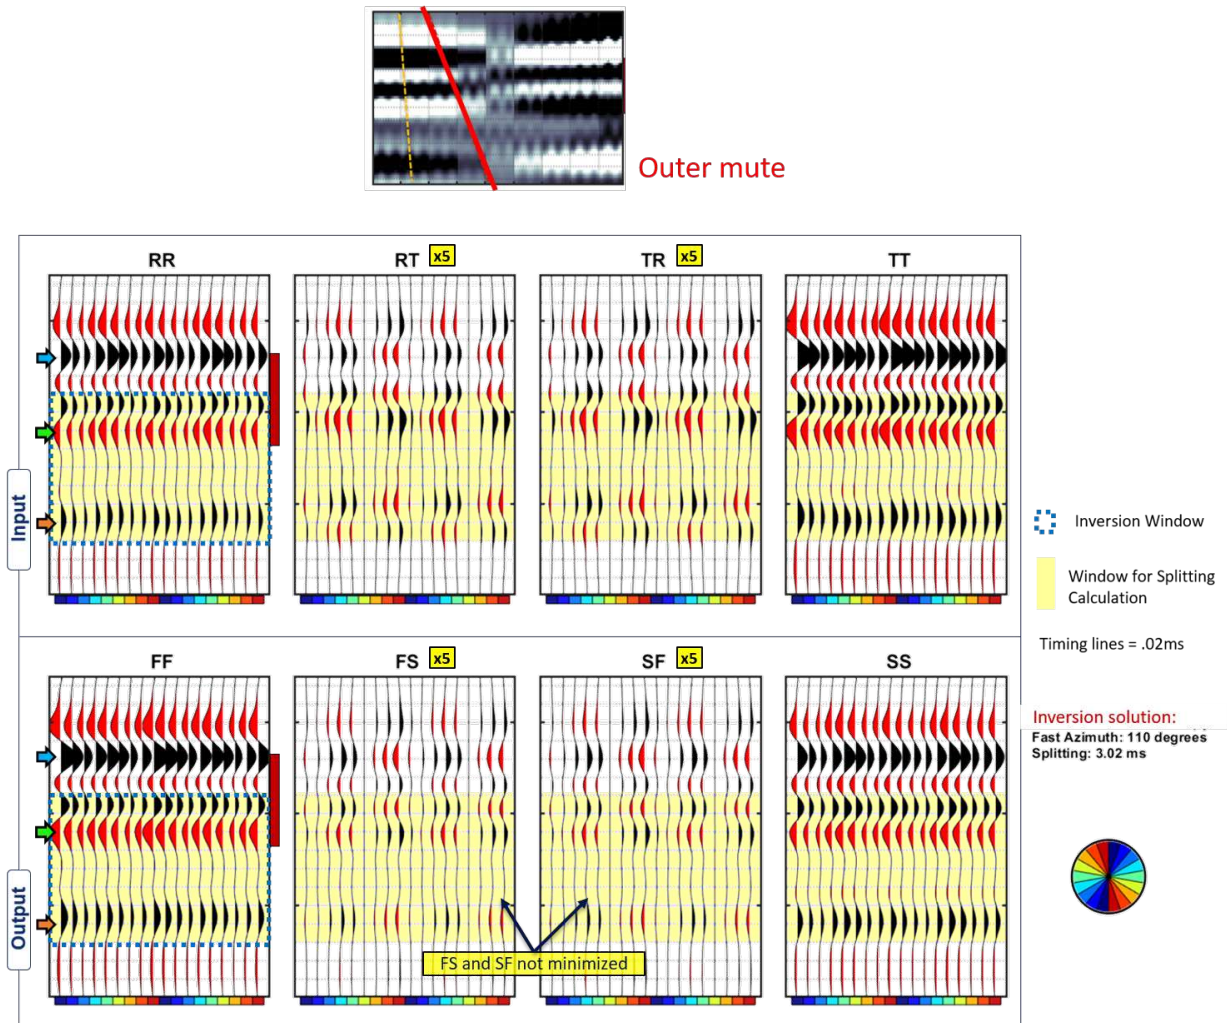 Outer mute
RR
RT
x5
TR
x5
TT
Input
Inversion Window
Window for Splitting
Calculation
Timing lines = .02ms
FF
FS
x5
SF
x5
SS
Inversion solution:
Fast Azimuth: 110 degrees
Splitting: 3.02 ms
Output
FS and SF not minimized